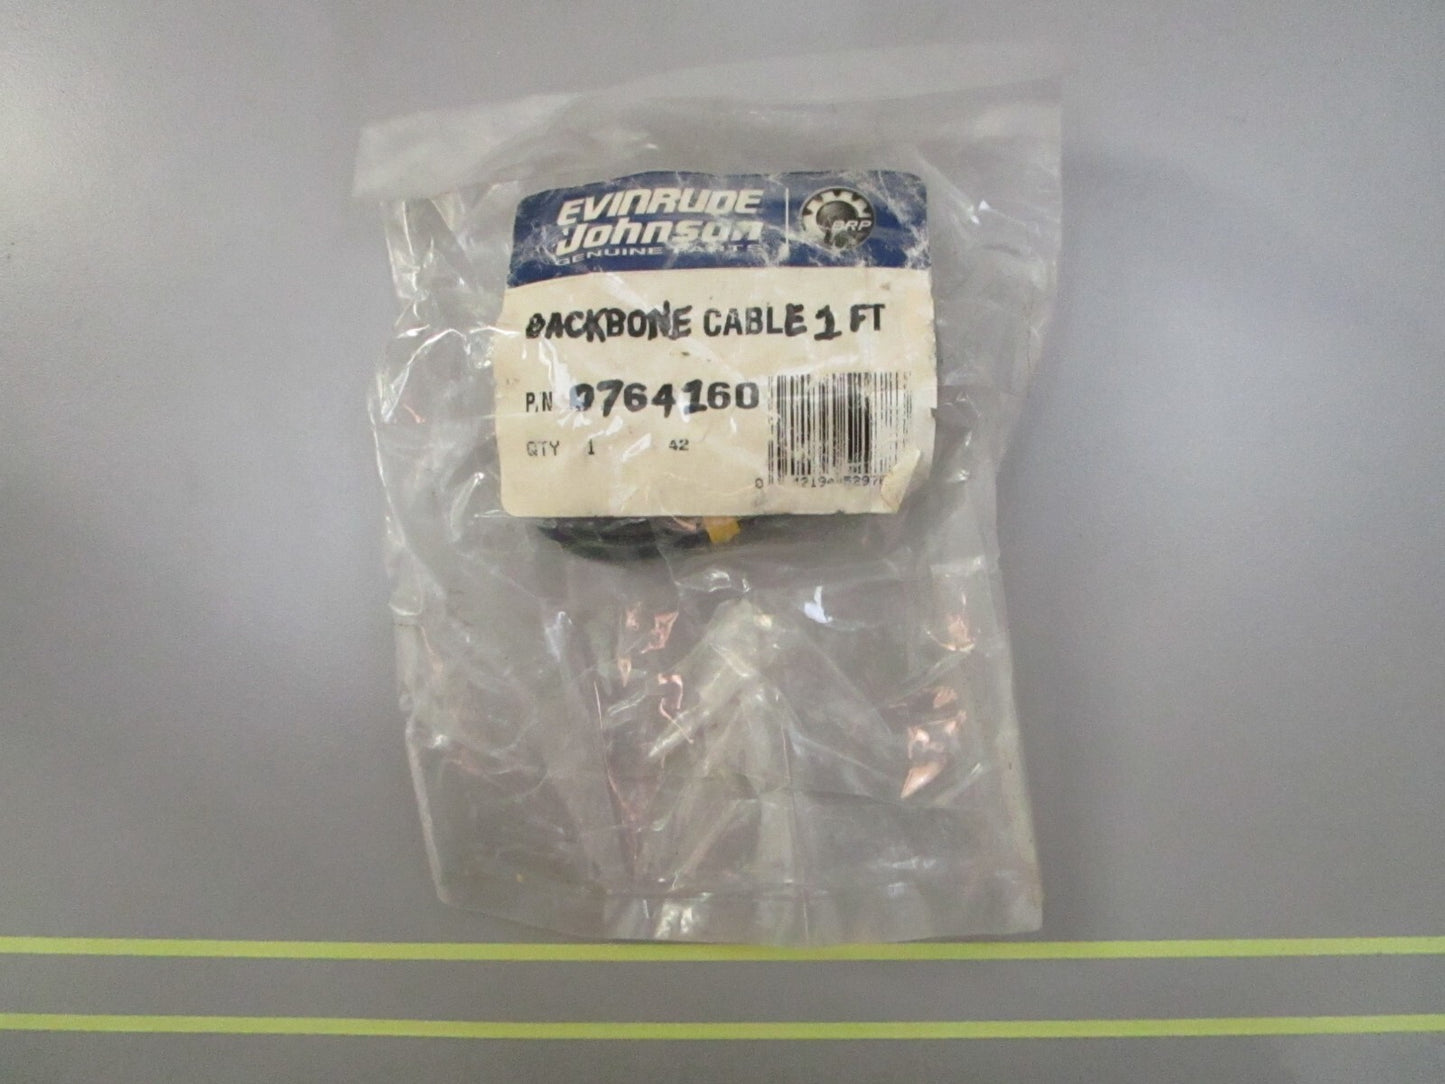 EVINRUDE
Johnson
GENUINE PARTS
BRP
BACKBONE CABLE 1 FT
P/N 0764160
QTY 1 42